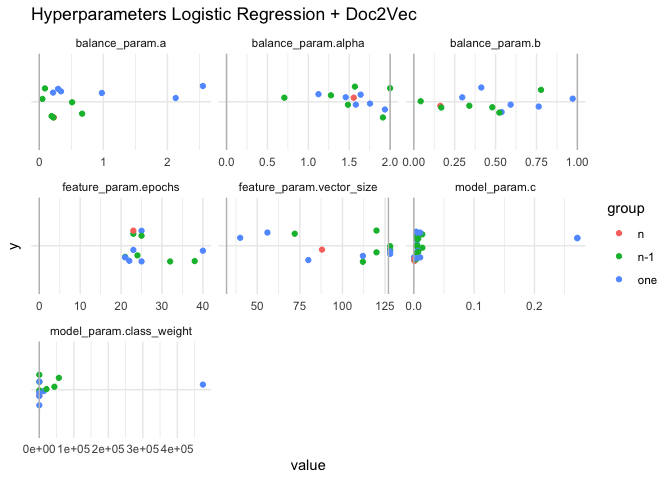 Hyperparameters Logistic Regression + Doc2Vec
balance_param.a balance_param.alpha balance_param.b
0 1 2 0.0 0.5 1.0 1.5 2.0 0.00 0.25 0.50 0.75 1.00
feature_param.epochs feature_param.vector_size model_param.c
0 10 20 30 40 50 75 100 125 0.0 0.1 0.2
model_param.class_weight
0e+00 1e+05 2e+05 3e+05 4e+05
value
y
group
n
n-1
one